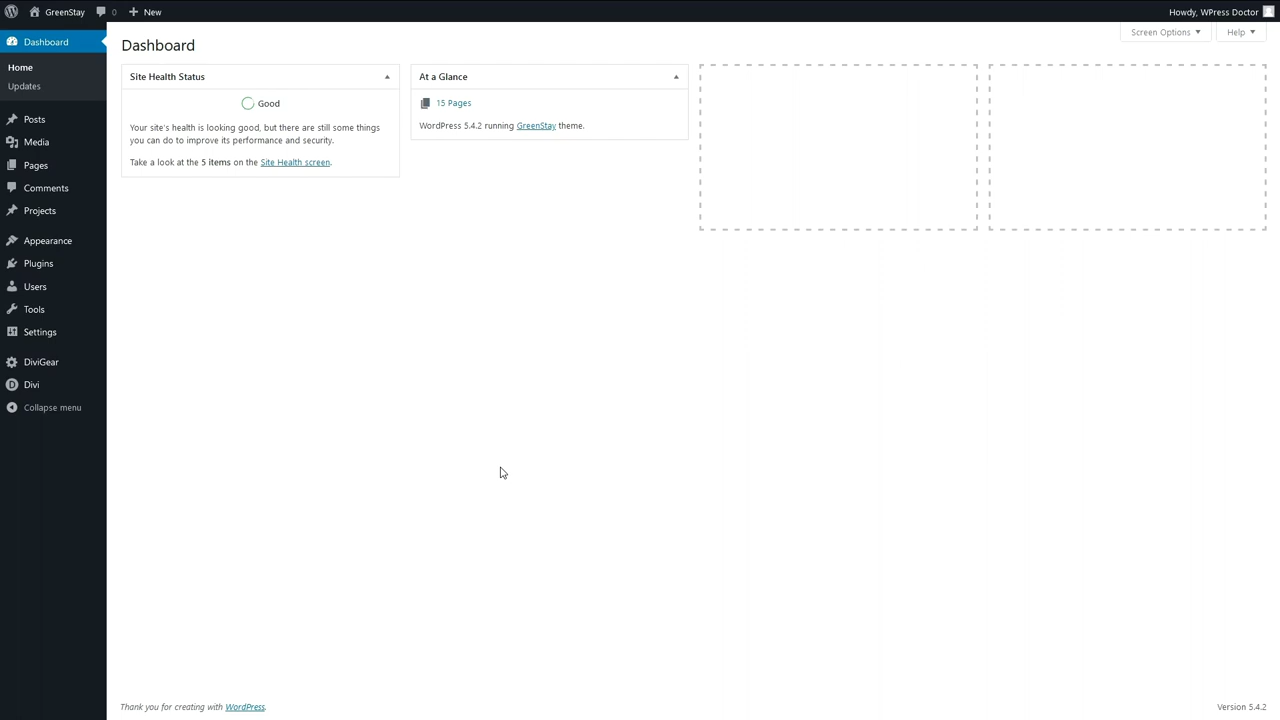 GreenStay
0
New
Howdy, WPress Doctor
Dashboard
Home
Updates
Posts
Media
Pages
Comments
Projects
Appearance
Plugins
Users
Tools
Settings
DiviGear
Divi
Collapse menu
Screen Options
Help
Dashboard
Site Health Status
Good
Your site's health is looking good, but there are still some things
you can do to improve its performance and security.
Take a look at the 5 items on the Site Health screen.
At a Glance
15 Pages
WordPress 5.4.2 running GreenStay theme.
Thank you for creating with WordPress.
Version 5.4.2